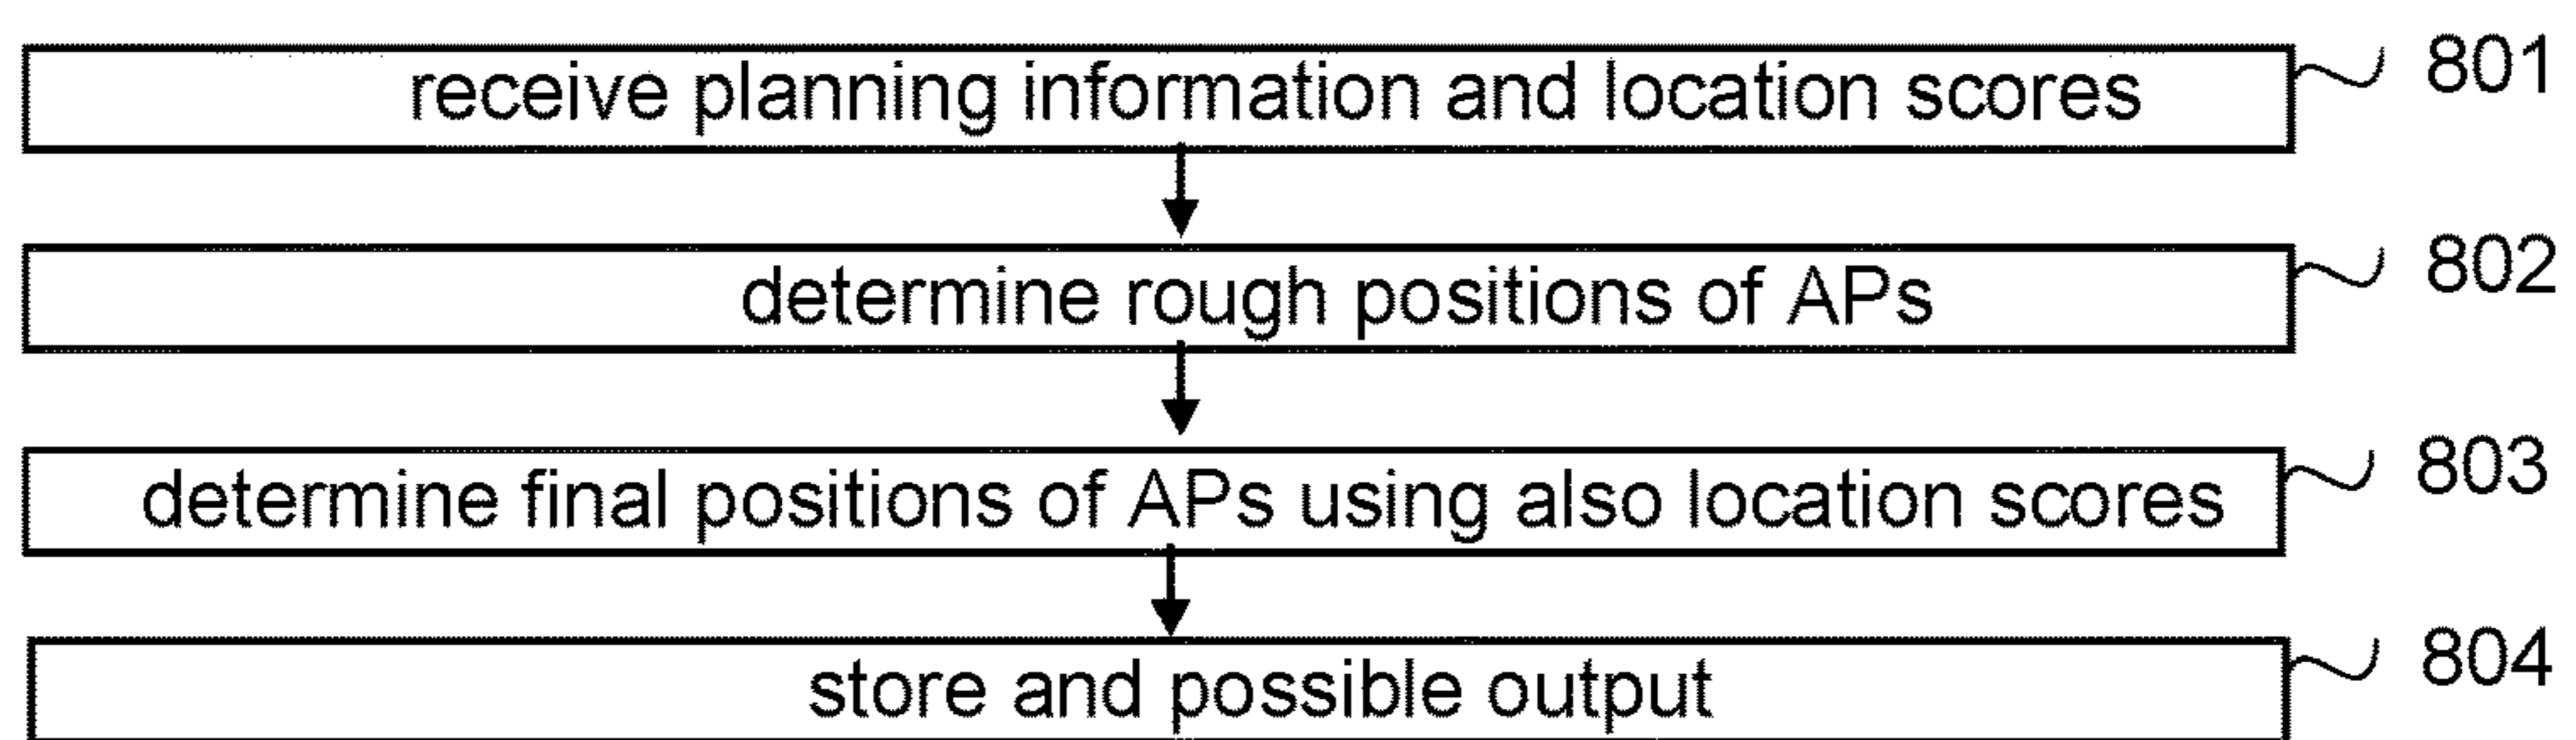 receive planning information and location scores 801
determine rough positions of APs 802
determine final positions of APs using also location scores 803
store and possible output 804